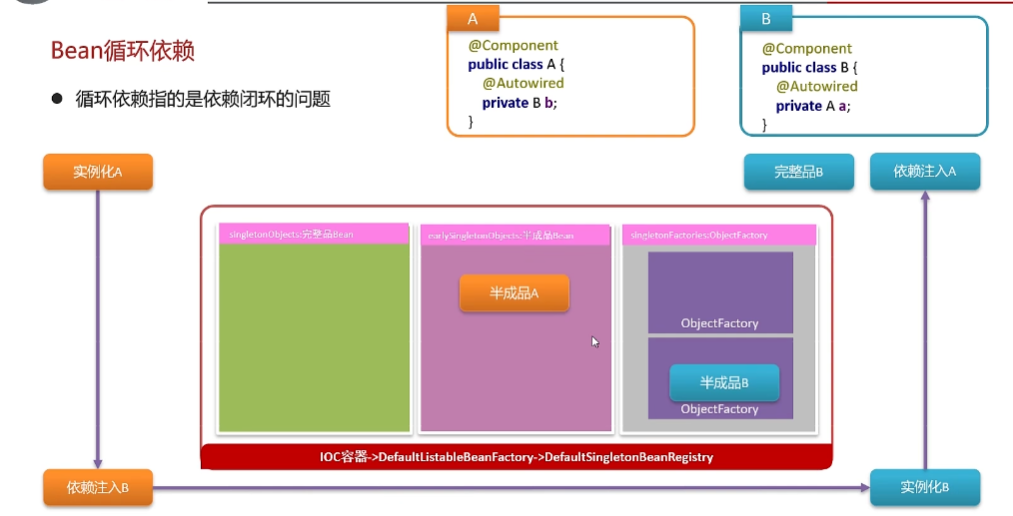 A
@Component
public class A {
@Autowired
private B b;
}
B
@Component
public class B {
@Autowired
private A a;
}
Bean循环依赖
● 循环依赖指的是依赖闭环的问题
实例化A
完整品B
依赖注入A
singletonObjects:完整品Bean
earlySingletonObjects:半成品Bean
singletonFactories:ObjectFactory
半成品A
ObjectFactory
半成品B
ObjectFactory
IOC容器->DefaultListableBeanFactory->DefaultSingletonBeanRegistry
依赖注入B
实例化B